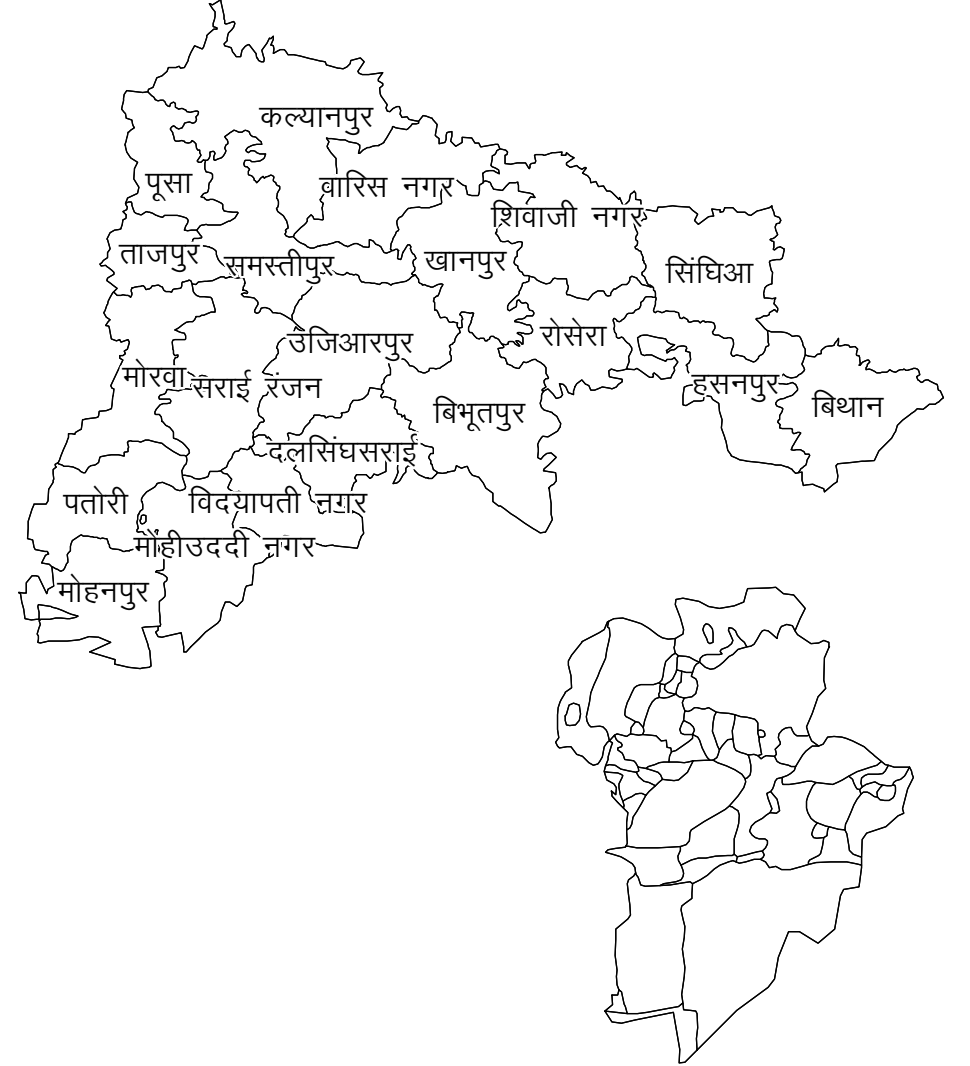 कल्यानपुर
पूसा
वारिस नगर
शिवाजी नगर
ताजपुर
समस्तीपुर
खानपुर
सिंघिआ
रोसेरा
उजिआरपुर
मोरवा
सराई रंजन
हसनपुर
बिभूतपुर
बिथान
दलसिंघसराई
पतोरी
विदयापती नगर
मोंहीउददी नगर
मोहनपुर